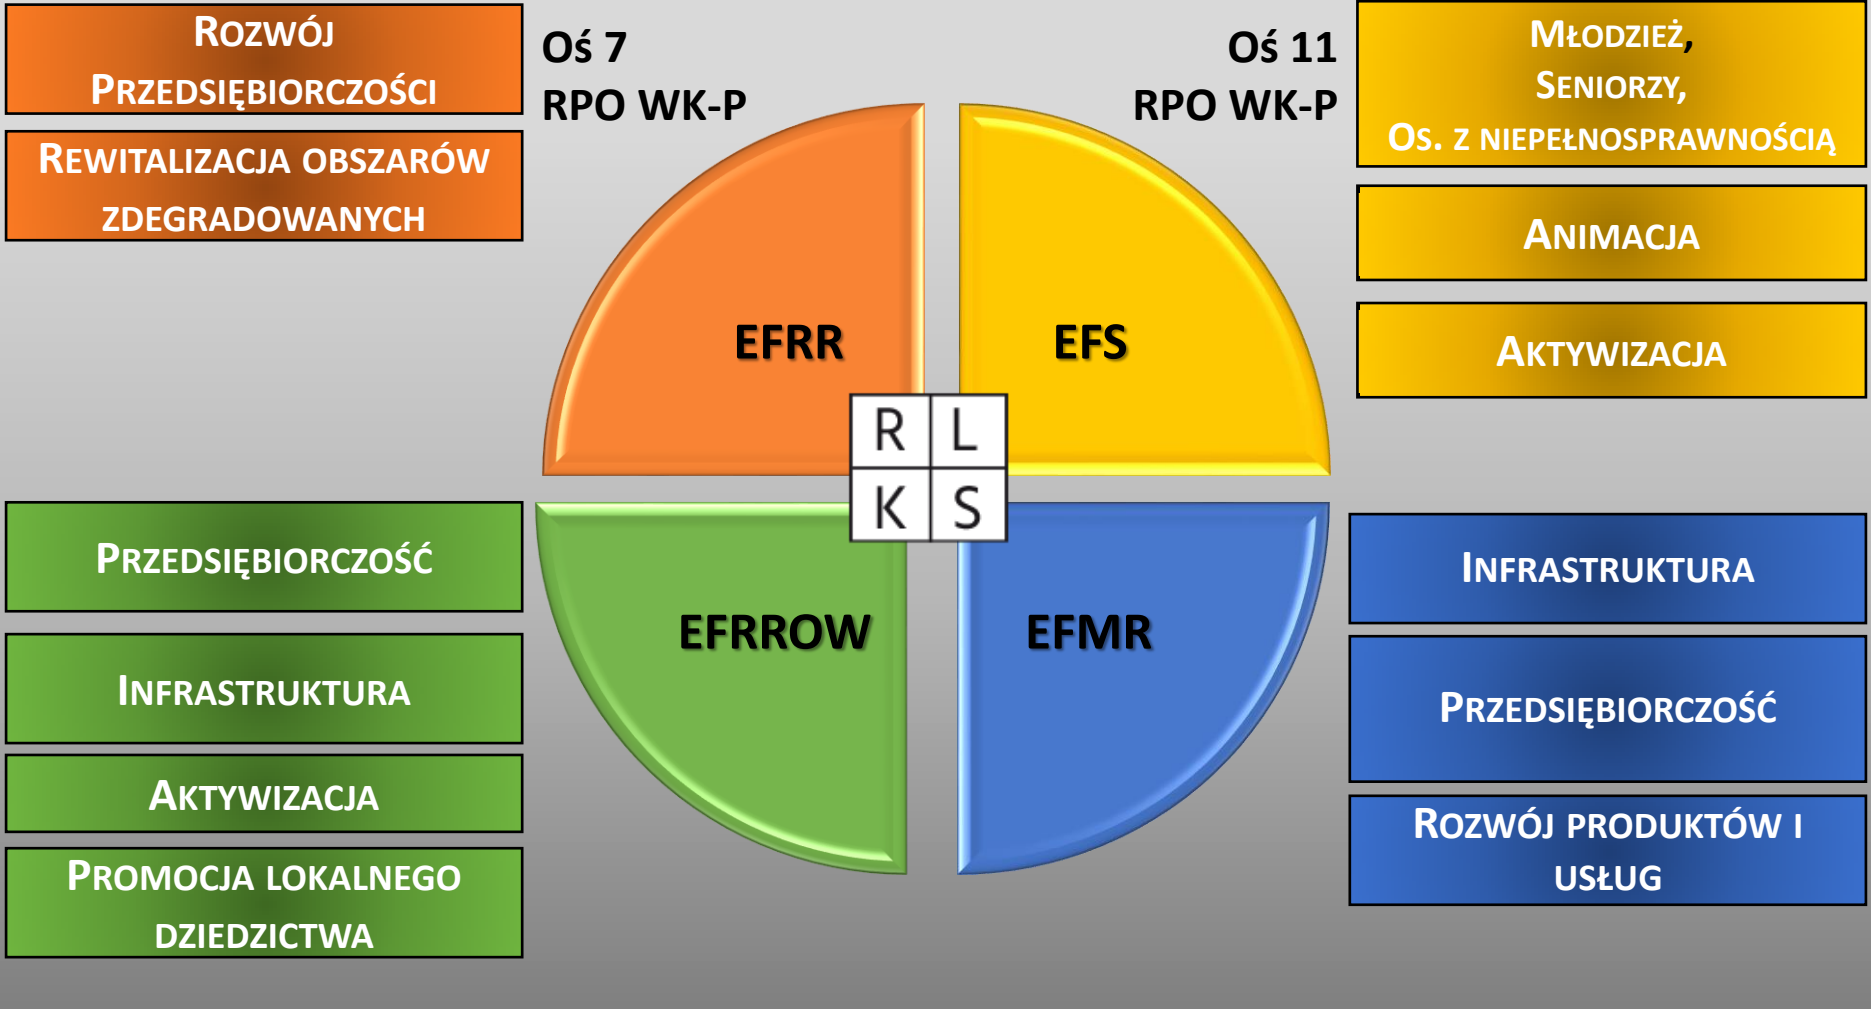 Rozwój
Przedsiębiorczości
Rewitalizacja obszarów
zdegradowanych
Oś 7
RPO WK-P
Oś 11
RPO WK-P
Młodzież,
Seniorzy,
Os. z niepełnosprawnością
Animacja
Aktywizacja
EFRR
EFS
R L
K S
EFRROW
EFMR
Przedsiębiorczość
Infrastruktura
Aktywizacja
Promocja lokalnego
dziedzictwa
Infrastruktura
Przedsiębiorczość
Rozwój produktów i
usług